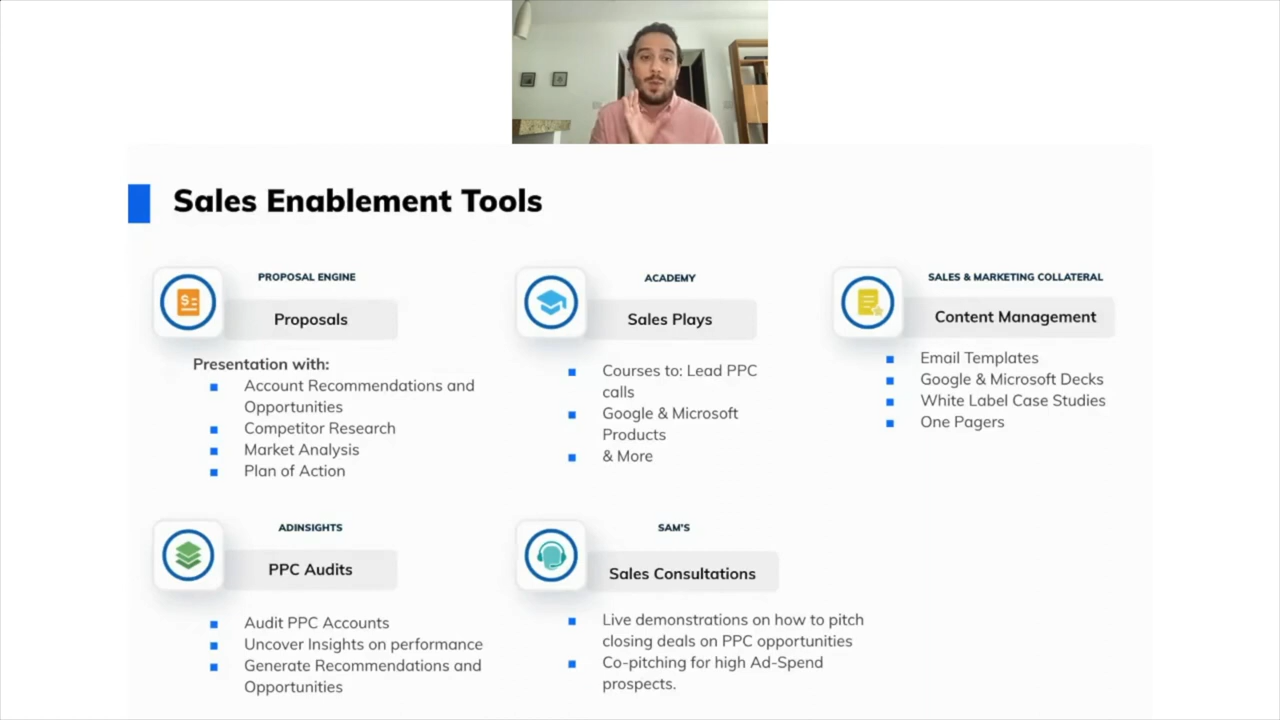 Sales Enablement Tools
PROPOSAL ENGINE
Proposals
Presentation with:
Account Recommendations and
Opportunities
Competitor Research
Market Analysis
Plan of Action
ACADEMY
Sales Plays
Courses to: Lead PPC
calls
Google & Microsoft
Products
& More
SALES & MARKETING COLLATERAL
Content Management
Email Templates
Google & Microsoft Decks
White Label Case Studies
One Pagers
ADINSIGHTS
PPC Audits
Audit PPC Accounts
Uncover Insights on performance
Generate Recommendations and
Opportunities
SAM'S
Sales Consultations
Live demonstrations on how to pitch
closing deals on PPC opportunities
Co-pitching for high Ad-Spend
prospects.